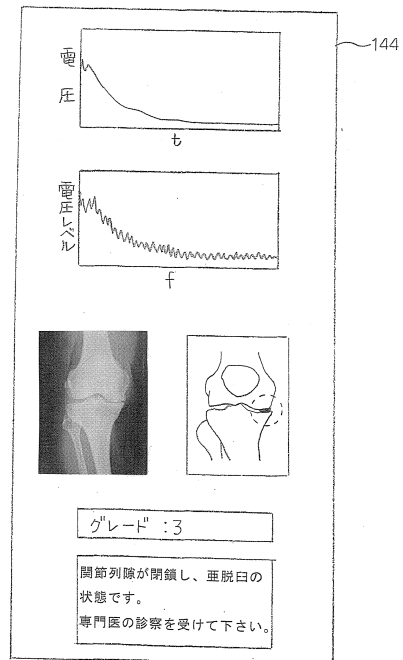 144
電圧
t
電圧レベル
f
グレード：3
関節列隙が閉鎖し、亜脱臼の
状態です。
専門医の診察を受けて下さい。